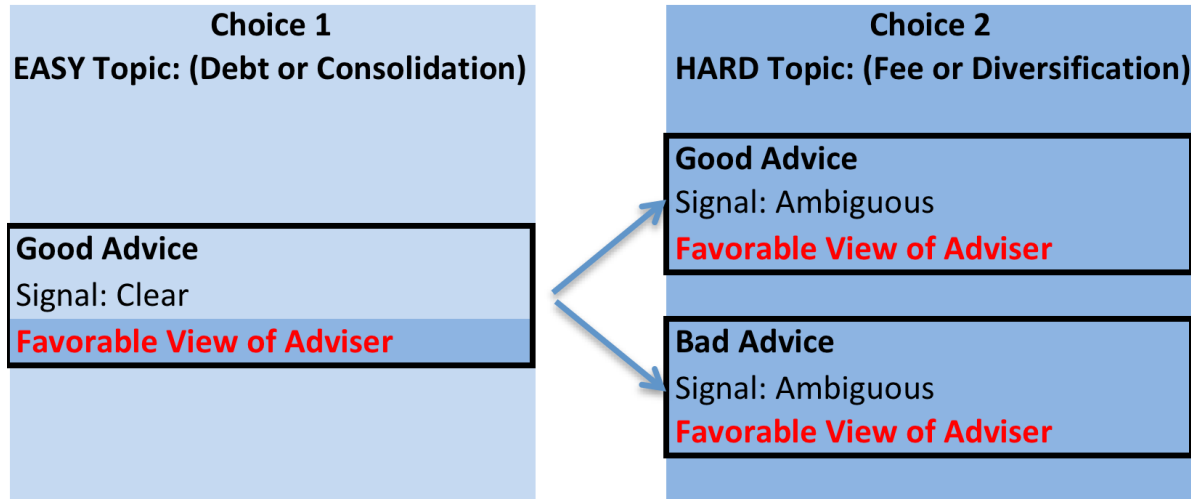 Choice 1
EASY Topic: (Debt or Consolidation)
Good Advice
Signal: Clear
Favorable View of Adviser
Choice 2
HARD Topic: (Fee or Diversification)
Good Advice
Signal: Ambiguous
Favorable View of Adviser
Bad Advice
Signal: Ambiguous
Favorable View of Adviser